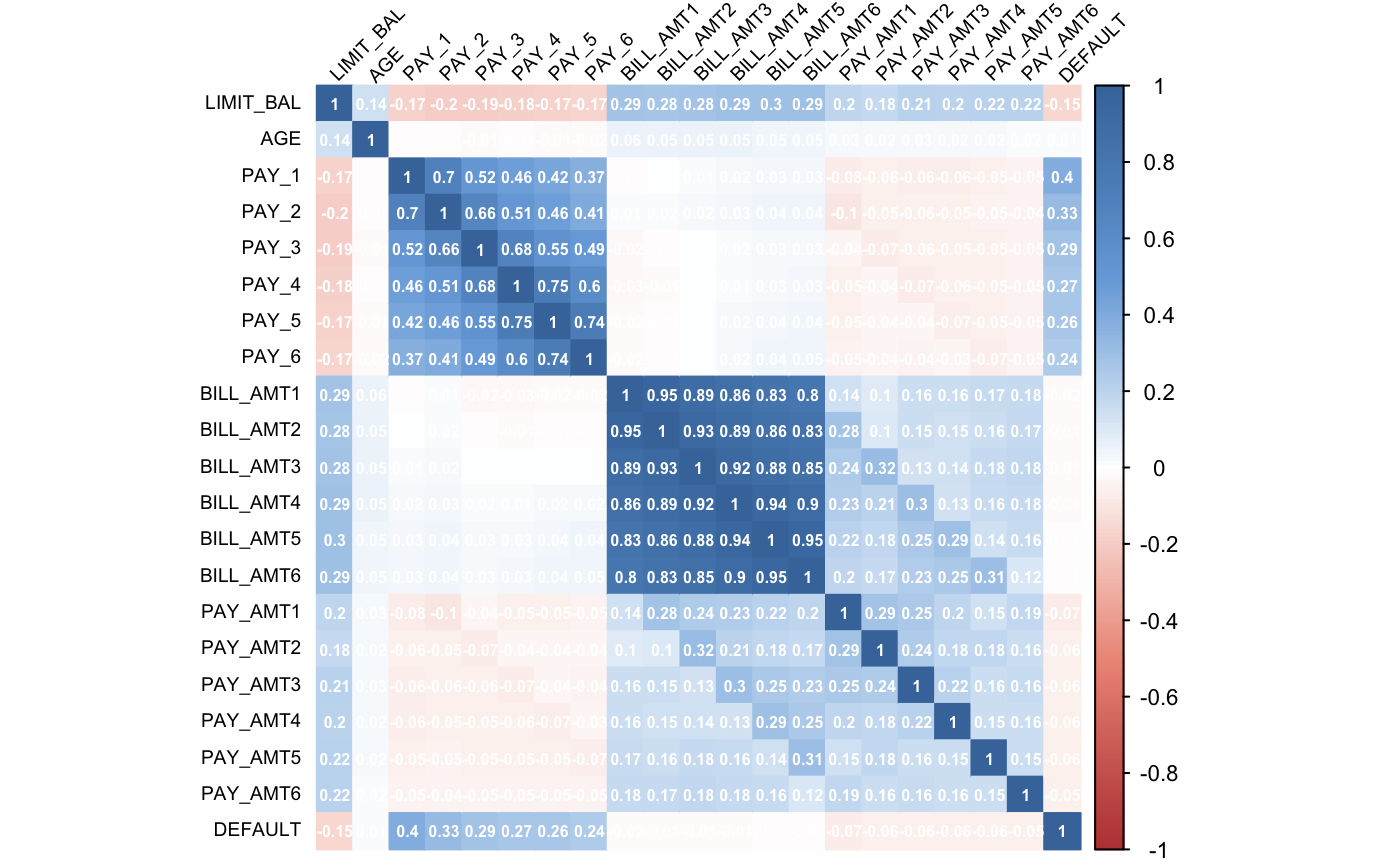 LIMIT_BAL AGE PAY_1 PAY_2 PAY_3 PAY_4 PAY_5 PAY_6 BILL_AMT1 BILL_AMT2 BILL_AMT3 BILL_AMT4 BILL_AMT5 BILL_AMT6 PAY_AMT1 PAY_AMT2 PAY_AMT3 PAY_AMT4 PAY_AMT5 PAY_AMT6 DEFAULT
LIMIT_BAL 1 0.14 -0.17 -0.2 -0.19 -0.18 -0.17 -0.17 0.29 0.28 0.28 0.29 0.3 0.29 0.2 0.18 0.21 0.2 0.22 0.22 -0.15
AGE 0.14 1 0.06 0.05 0.05 0.05 0.05 0.05 0.03 0.02 0.03 0.02 0.02
PAY_1 -0.17 1 0.7 0.52 0.46 0.42 0.37 0.02 0.03 0.03 -0.08 -0.06 -0.06 -0.06 -0.05 -0.05 0.4
PAY_2 -0.2 0.7 1 0.66 0.51 0.46 0.41 0.02 0.03 0.04 0.04 -0.1 -0.05 -0.06 -0.05 -0.05 -0.04 0.33
PAY_3 -0.19 0.52 0.66 1 0.68 0.55 0.49 -0.02 0.03 0.03 -0.04 -0.07 -0.06 -0.05 -0.05 -0.05 0.29
PAY_4 -0.18 0.46 0.51 0.68 1 0.75 0.6 0.03 0.03 -0.05 -0.04 -0.07 -0.06 -0.05 -0.05 0.27
PAY_5 -0.17 0.42 0.46 0.55 0.75 1 0.74 0.02 0.04 0.04 -0.05 -0.04 -0.04 -0.07 -0.05 -0.05 0.26
PAY_6 -0.17 0.37 0.41 0.49 0.6 0.74 1 0.02 0.04 0.05 -0.05 -0.04 -0.04 -0.03 -0.07 -0.05 0.24
BILL_AMT1 0.29 0.06 1 0.95 0.89 0.86 0.83 0.8 0.14 0.1 0.16 0.16 0.17 0.18
BILL_AMT2 0.28 0.05 0.95 1 0.93 0.89 0.86 0.83 0.28 0.1 0.15 0.15 0.16 0.17
BILL_AMT3 0.28 0.05 0.02 0.89 0.93 1 0.92 0.88 0.85 0.24 0.32 0.13 0.14 0.18 0.18
BILL_AMT4 0.29 0.05 0.02 0.03 0.02 0.02 0.86 0.89 0.92 1 0.94 0.9 0.23 0.21 0.3 0.13 0.16 0.18
BILL_AMT5 0.3 0.05 0.03 0.04 0.03 0.03 0.04 0.04 0.83 0.86 0.88 0.94 1 0.95 0.22 0.18 0.25 0.29 0.14 0.16
BILL_AMT6 0.29 0.05 0.03 0.04 0.03 0.03 0.04 0.05 0.8 0.83 0.85 0.9 0.95 1 0.2 0.17 0.23 0.25 0.31 0.12
PAY_AMT1 0.2 0.03 -0.08 -0.1 -0.04 -0.05 -0.05 -0.05 0.14 0.28 0.24 0.23 0.22 0.2 1 0.29 0.25 0.2 0.15 0.19 -0.07
PAY_AMT2 0.18 0.02 -0.06 -0.05 -0.07 -0.04 -0.04 -0.04 0.1 0.1 0.32 0.21 0.18 0.17 0.29 1 0.24 0.18 0.18 0.16 -0.06
PAY_AMT3 0.21 0.03 -0.06 -0.06 -0.06 -0.07 -0.04 -0.04 0.16 0.15 0.13 0.3 0.25 0.23 0.25 0.24 1 0.22 0.16 0.16 -0.06
PAY_AMT4 0.2 0.02 -0.06 -0.05 -0.05 -0.06 -0.07 -0.03 0.16 0.15 0.14 0.13 0.29 0.25 0.2 0.18 0.22 1 0.15 0.16 -0.06
PAY_AMT5 0.22 0.02 -0.05 -0.05 -0.05 -0.05 -0.05 -0.07 0.17 0.16 0.18 0.16 0.14 0.31 0.15 0.18 0.16 0.15 1 0.15 -0.06
PAY_AMT6 0.22 0.02 -0.05 -0.04 -0.05 -0.05 -0.05 -0.05 0.18 0.17 0.18 0.18 0.16 0.12 0.19 0.16 0.16 0.16 0.15 1 -0.05
DEFAULT -0.15 0.4 0.33 0.29 0.27 0.26 0.24 -0.07 -0.06 -0.06 -0.06 -0.06 -0.05 1
1
0.8
0.6
0.4
0.2
0
-0.2
-0.4
-0.6
-0.8
-1